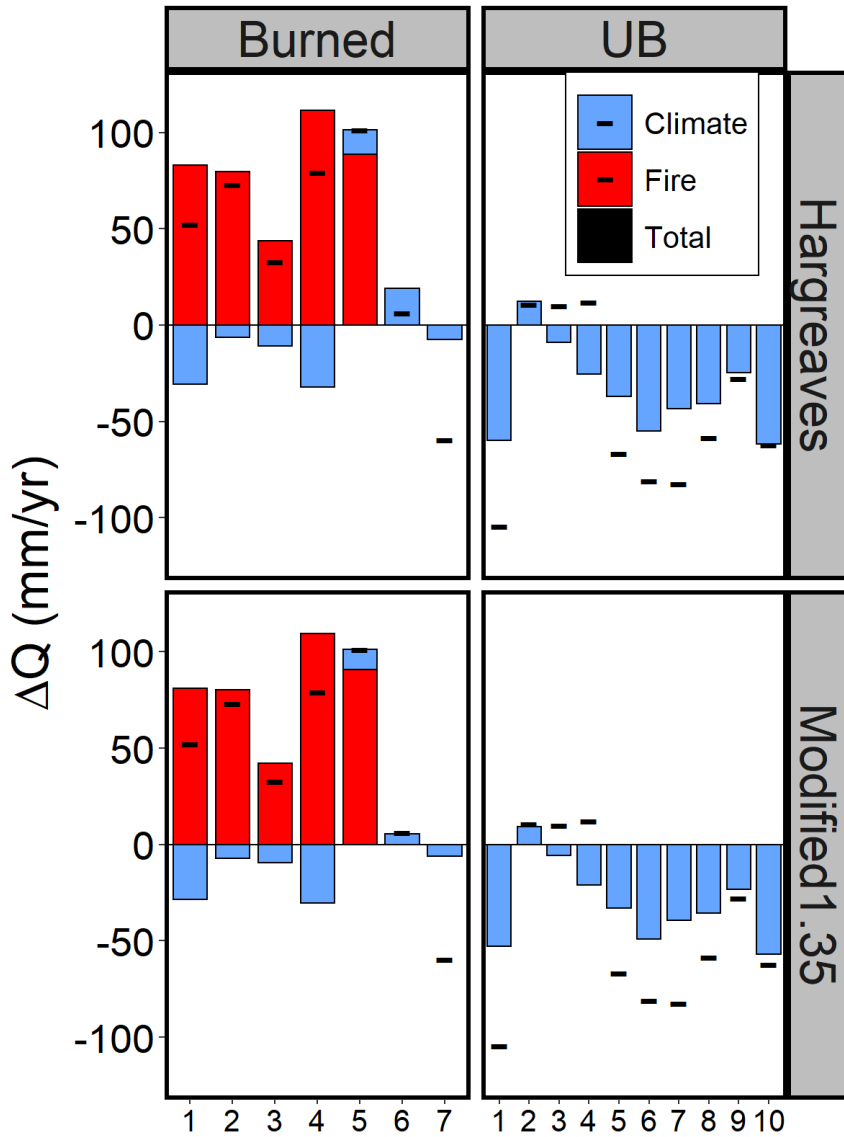 Burned UB
Climate
Fire
Total
Hargreaves
100
50
0
-50
-100
ΔQ (mm/yr)
100
50
0
-50
-100
Modified1.35
1 2 3 4 5 6 7 1 2 3 4 5 6 7 8 9 10